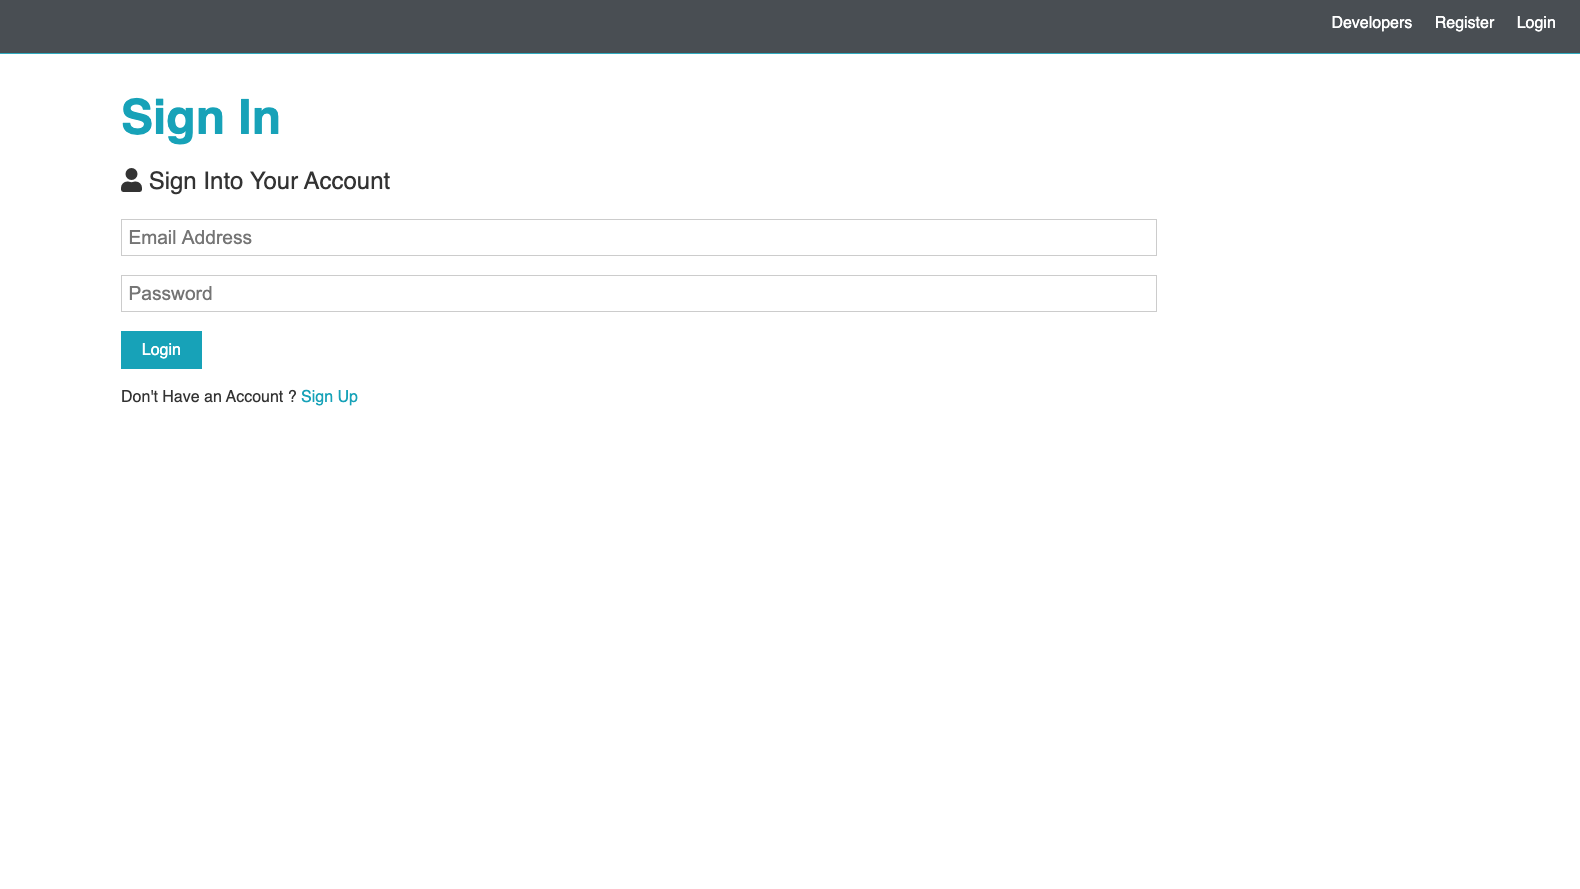 Developers Register Login
Sign In
Sign Into Your Account
Email Address
Password
Login
Don't Have an Account ? Sign Up